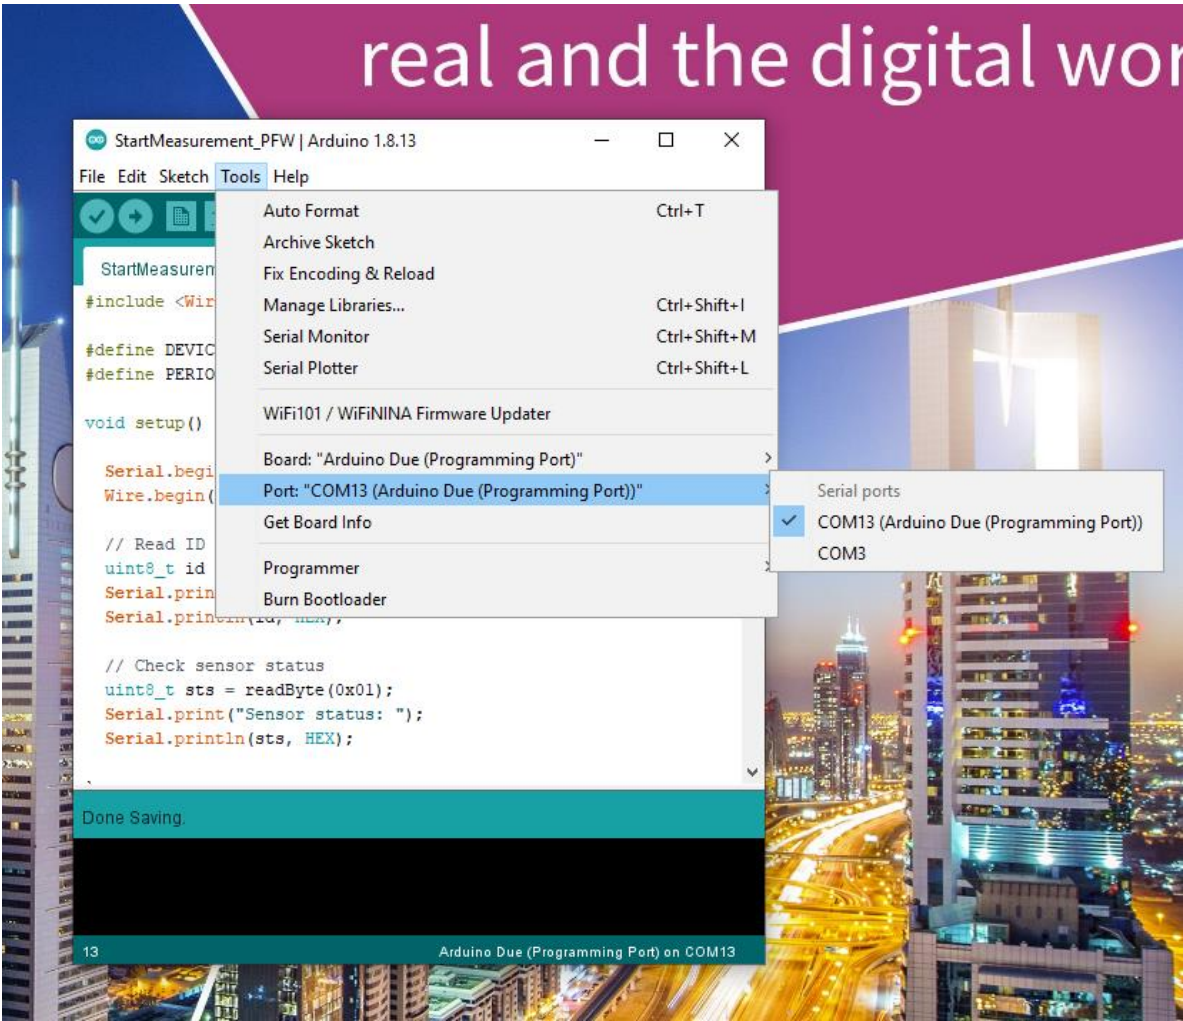 real and the digital wor
StartMeasurement_PFW | Arduino 1.8.13
File Edit Sketch Tools Help
Auto Format Ctrl+T
Archive Sketch
Fix Encoding & Reload
Manage Libraries... Ctrl+Shift+I
Serial Monitor Ctrl+Shift+M
Serial Plotter Ctrl+Shift+L
WiFi101 / WiFiNINA Firmware Updater
Board: "Arduino Due (Programming Port)"
Port: "COM13 (Arduino Due (Programming Port))"
Get Board Info
Programmer
Burn Bootloader
Serial ports
COM13 (Arduino Due (Programming Port))
COM3
StartMeasuren
#include <Wir
#define DEVIC
#define PERIO
void setup()
Serial.begi
Wire.begin(
// Read ID
uint8_t id
Serial.prin
Serial.println(id, HEX);
// Check sensor status
uint8_t sts = readByte(0x01);
Serial.print("Sensor status: ");
Serial.println(sts, HEX);
Done Saving.
13 Arduino Due (Programming Port) on COM13